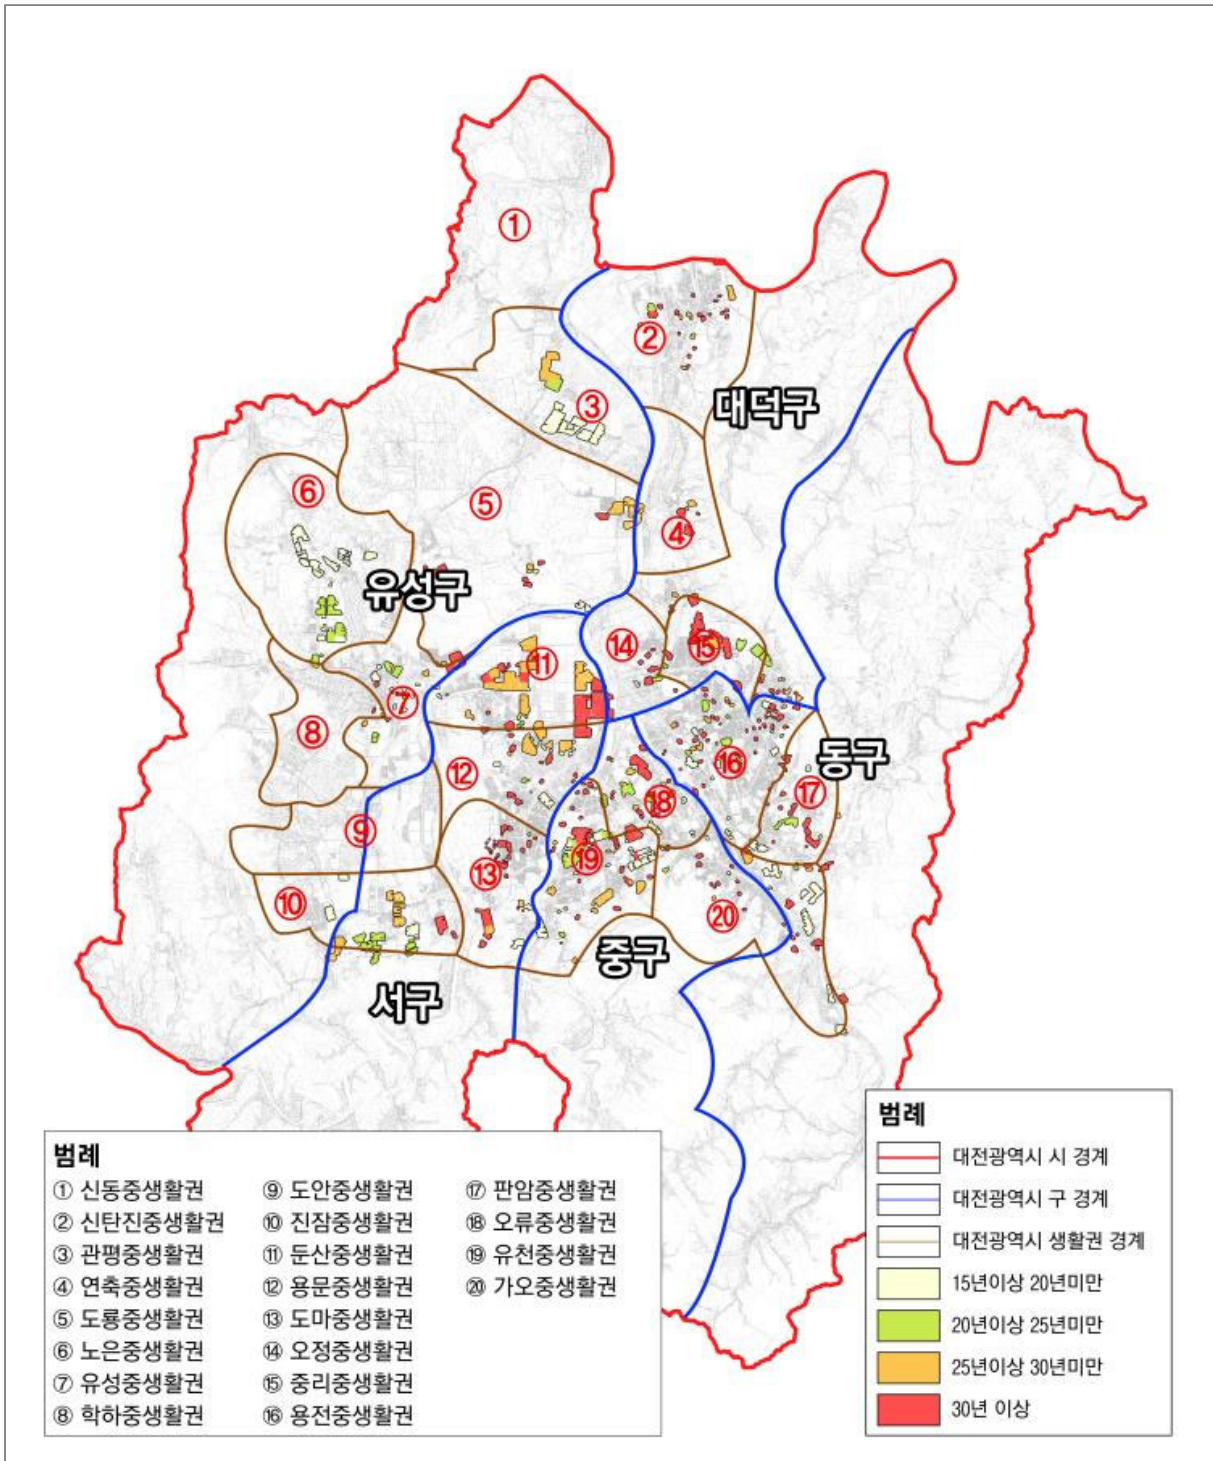 ①
②
대덕구
③
⑥
⑤
④
유성구
⑭
⑮
⑪
⑦
⑧
동구
⑫
⑯
⑰
⑱
⑨
⑲
⑬
⑩
⑳
중구
서구
범례
① 신동중생활권
② 신탄진중생활권
③ 관평중생활권
④ 연축중생활권
⑤ 도룡중생활권
⑥ 노은중생활권
⑦ 유성중생활권
⑧ 학하중생활권
⑨ 도안중생활권
⑩ 진잠중생활권
⑪ 둔산중생활권
⑫ 용문중생활권
⑬ 도마중생활권
⑭ 오정중생활권
⑮ 중리중생활권
⑯ 용전중생활권
⑰ 판암중생활권
⑱ 오류중생활권
⑲ 유천중생활권
⑳ 가오중생활권
범례
대전광역시 시 경계
대전광역시 구 경계
대전광역시 생활권 경계
15년이상 20년미만
20년이상 25년미만
25년이상 30년미만
30년 이상